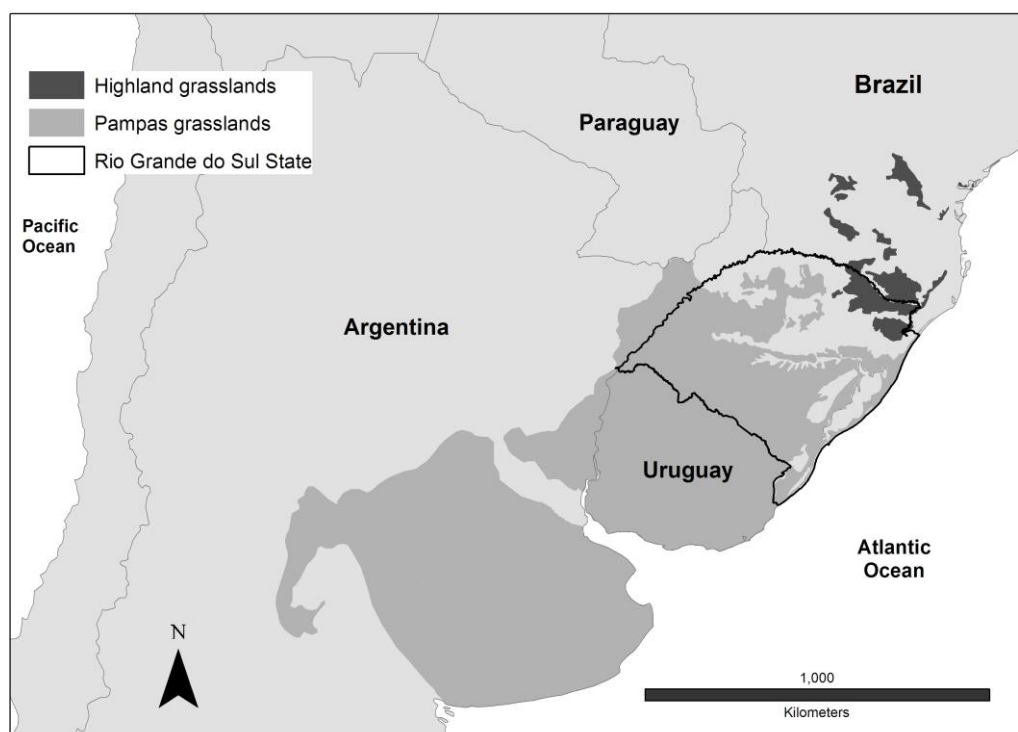 Highland grasslands
Pampas grasslands
Rio Grande do Sul State
Brazil
Paraguay
Pacific
Ocean
Argentina
Uruguay
Atlantic
Ocean
N
1,000
Kilometers